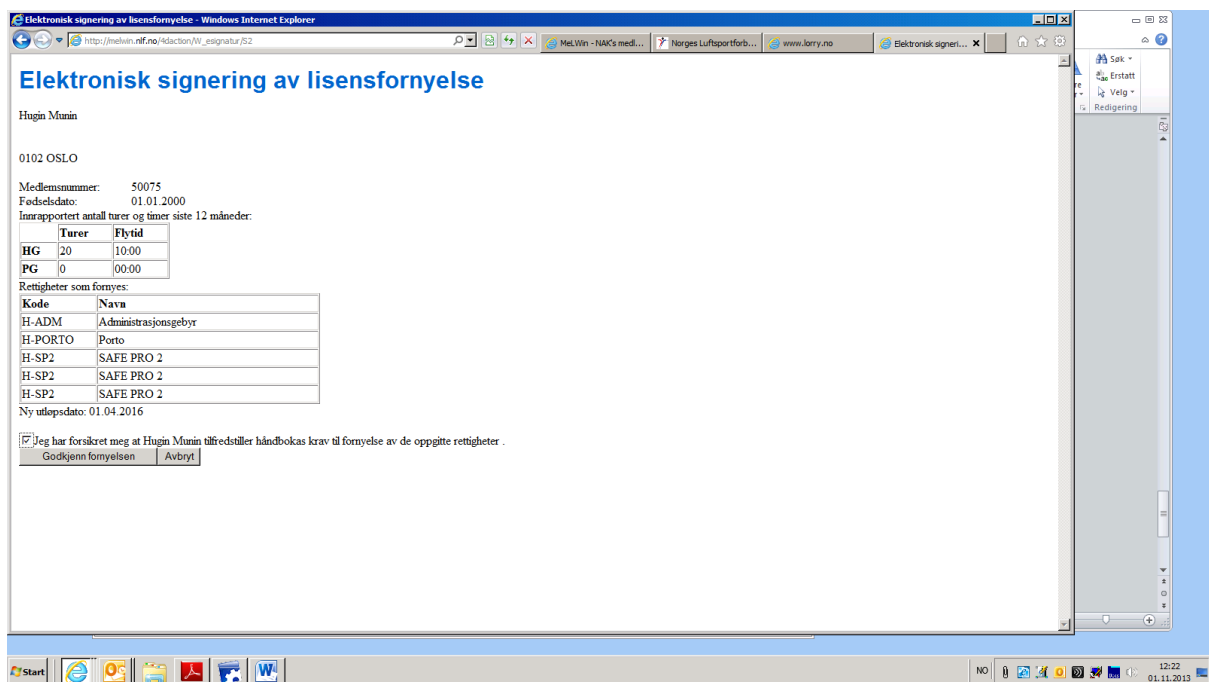 Elektronisk signering av lisensfornyelse - Windows Internet Explorer
http://melwin.nlf.no/4daction/W_esignatur/S2
MeLWin - NAK's medl...
Norges Luftsportforb...
www.lorry.no
Elektronisk signeri...
Søk
Erstatt
Velg
Redigering
Elektronisk signering av lisensfornyelse
Hugin Munin
0102 OSLO
Medlemsnummer: 50075
Fødselsdato: 01.01.2000
Innrapportert antall turer og timer siste 12 måneder:
Turer Flytid
HG 20 10:00
PG 0 00:00
Rettigheter som fornyes:
Kode Navn
H-ADM Administrasjonsgebyr
H-PORTO Porto
H-SP2 SAFE PRO 2
H-SP2 SAFE PRO 2
H-SP2 SAFE PRO 2
Ny utløpsdato: 01.04.2016
Jeg har forsikret meg at Hugin Munin tilfredstiller håndbokas krav til fornyelse av de oppgitte rettigheter .
Godkjenn fornyelsen Avbryt
Start
NO
12:22
01.11.2013